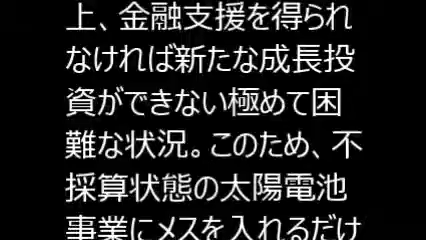 上、金融支援を得られ
なければ新たな成長投
資ができない極めて困
難な状況。このため、不
採算状態の太陽電池
事業にメスを入れるだけ